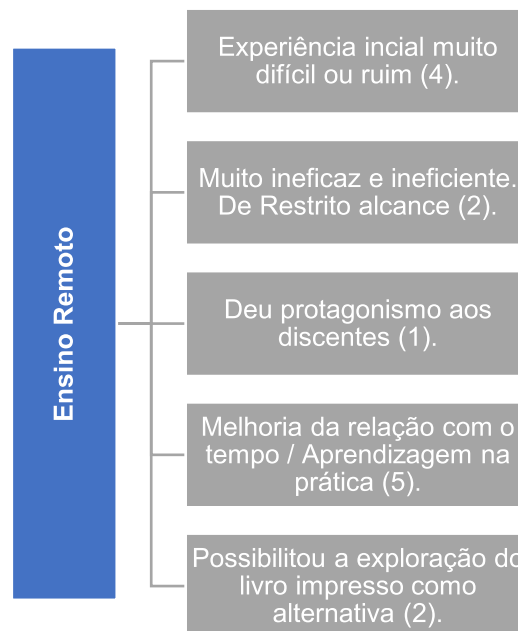 Ensino Remoto
Experiência incial muito
difícil ou ruim (4).
Muito ineficaz e ineficiente.
De Restrito alcance (2).
Deu protagonismo aos
discentes (1).
Melhoria da relação com o
tempo / Aprendizagem na
prática (5).
Possibilitou a exploração do
livro impresso como
alternativa (2).